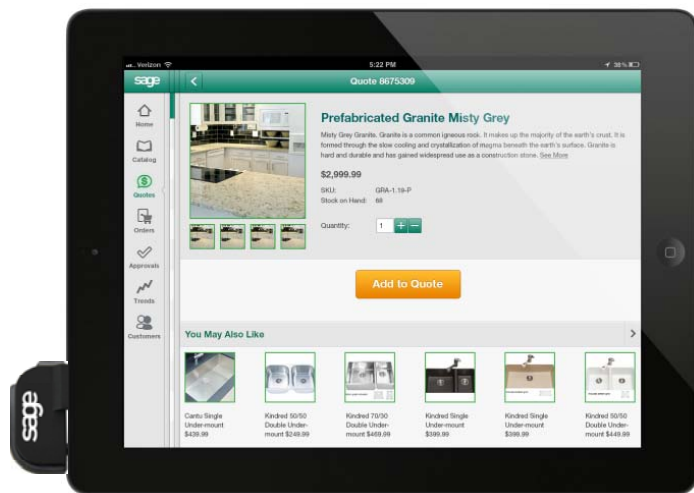 Verizon
5:22 PM
38%
sage
Quote 8675309
Home
Catalog
Quotes
Orders
Approvals
Trends
Customers
Prefabricated Granite Misty Grey
Misty Grey Granite. Granite is a common igneous rock. It makes up the majority of the earth's crust. It is
formed through the slow cooling and crystallization of magma beneath the earth's surface. Granite is
hard and durable and has gained widespread use as a construction stone. See More
$2,999.99
SKU: GRA-1.19-P
Stock on Hand: 68
Quantity: 1 + −
Add to Quote
You May Also Like
Cantu Single
Under-mount
$439.99
Kindred 50/50
Double Under-
mount $249.99
Kindred 70/30
Double Under-
mount $469.99
Kindred Single
Under-mount
$399.99
Kindred Single
Under-mount
$399.99
Kindred 50/50
Double Under-
mount $449.99
sage